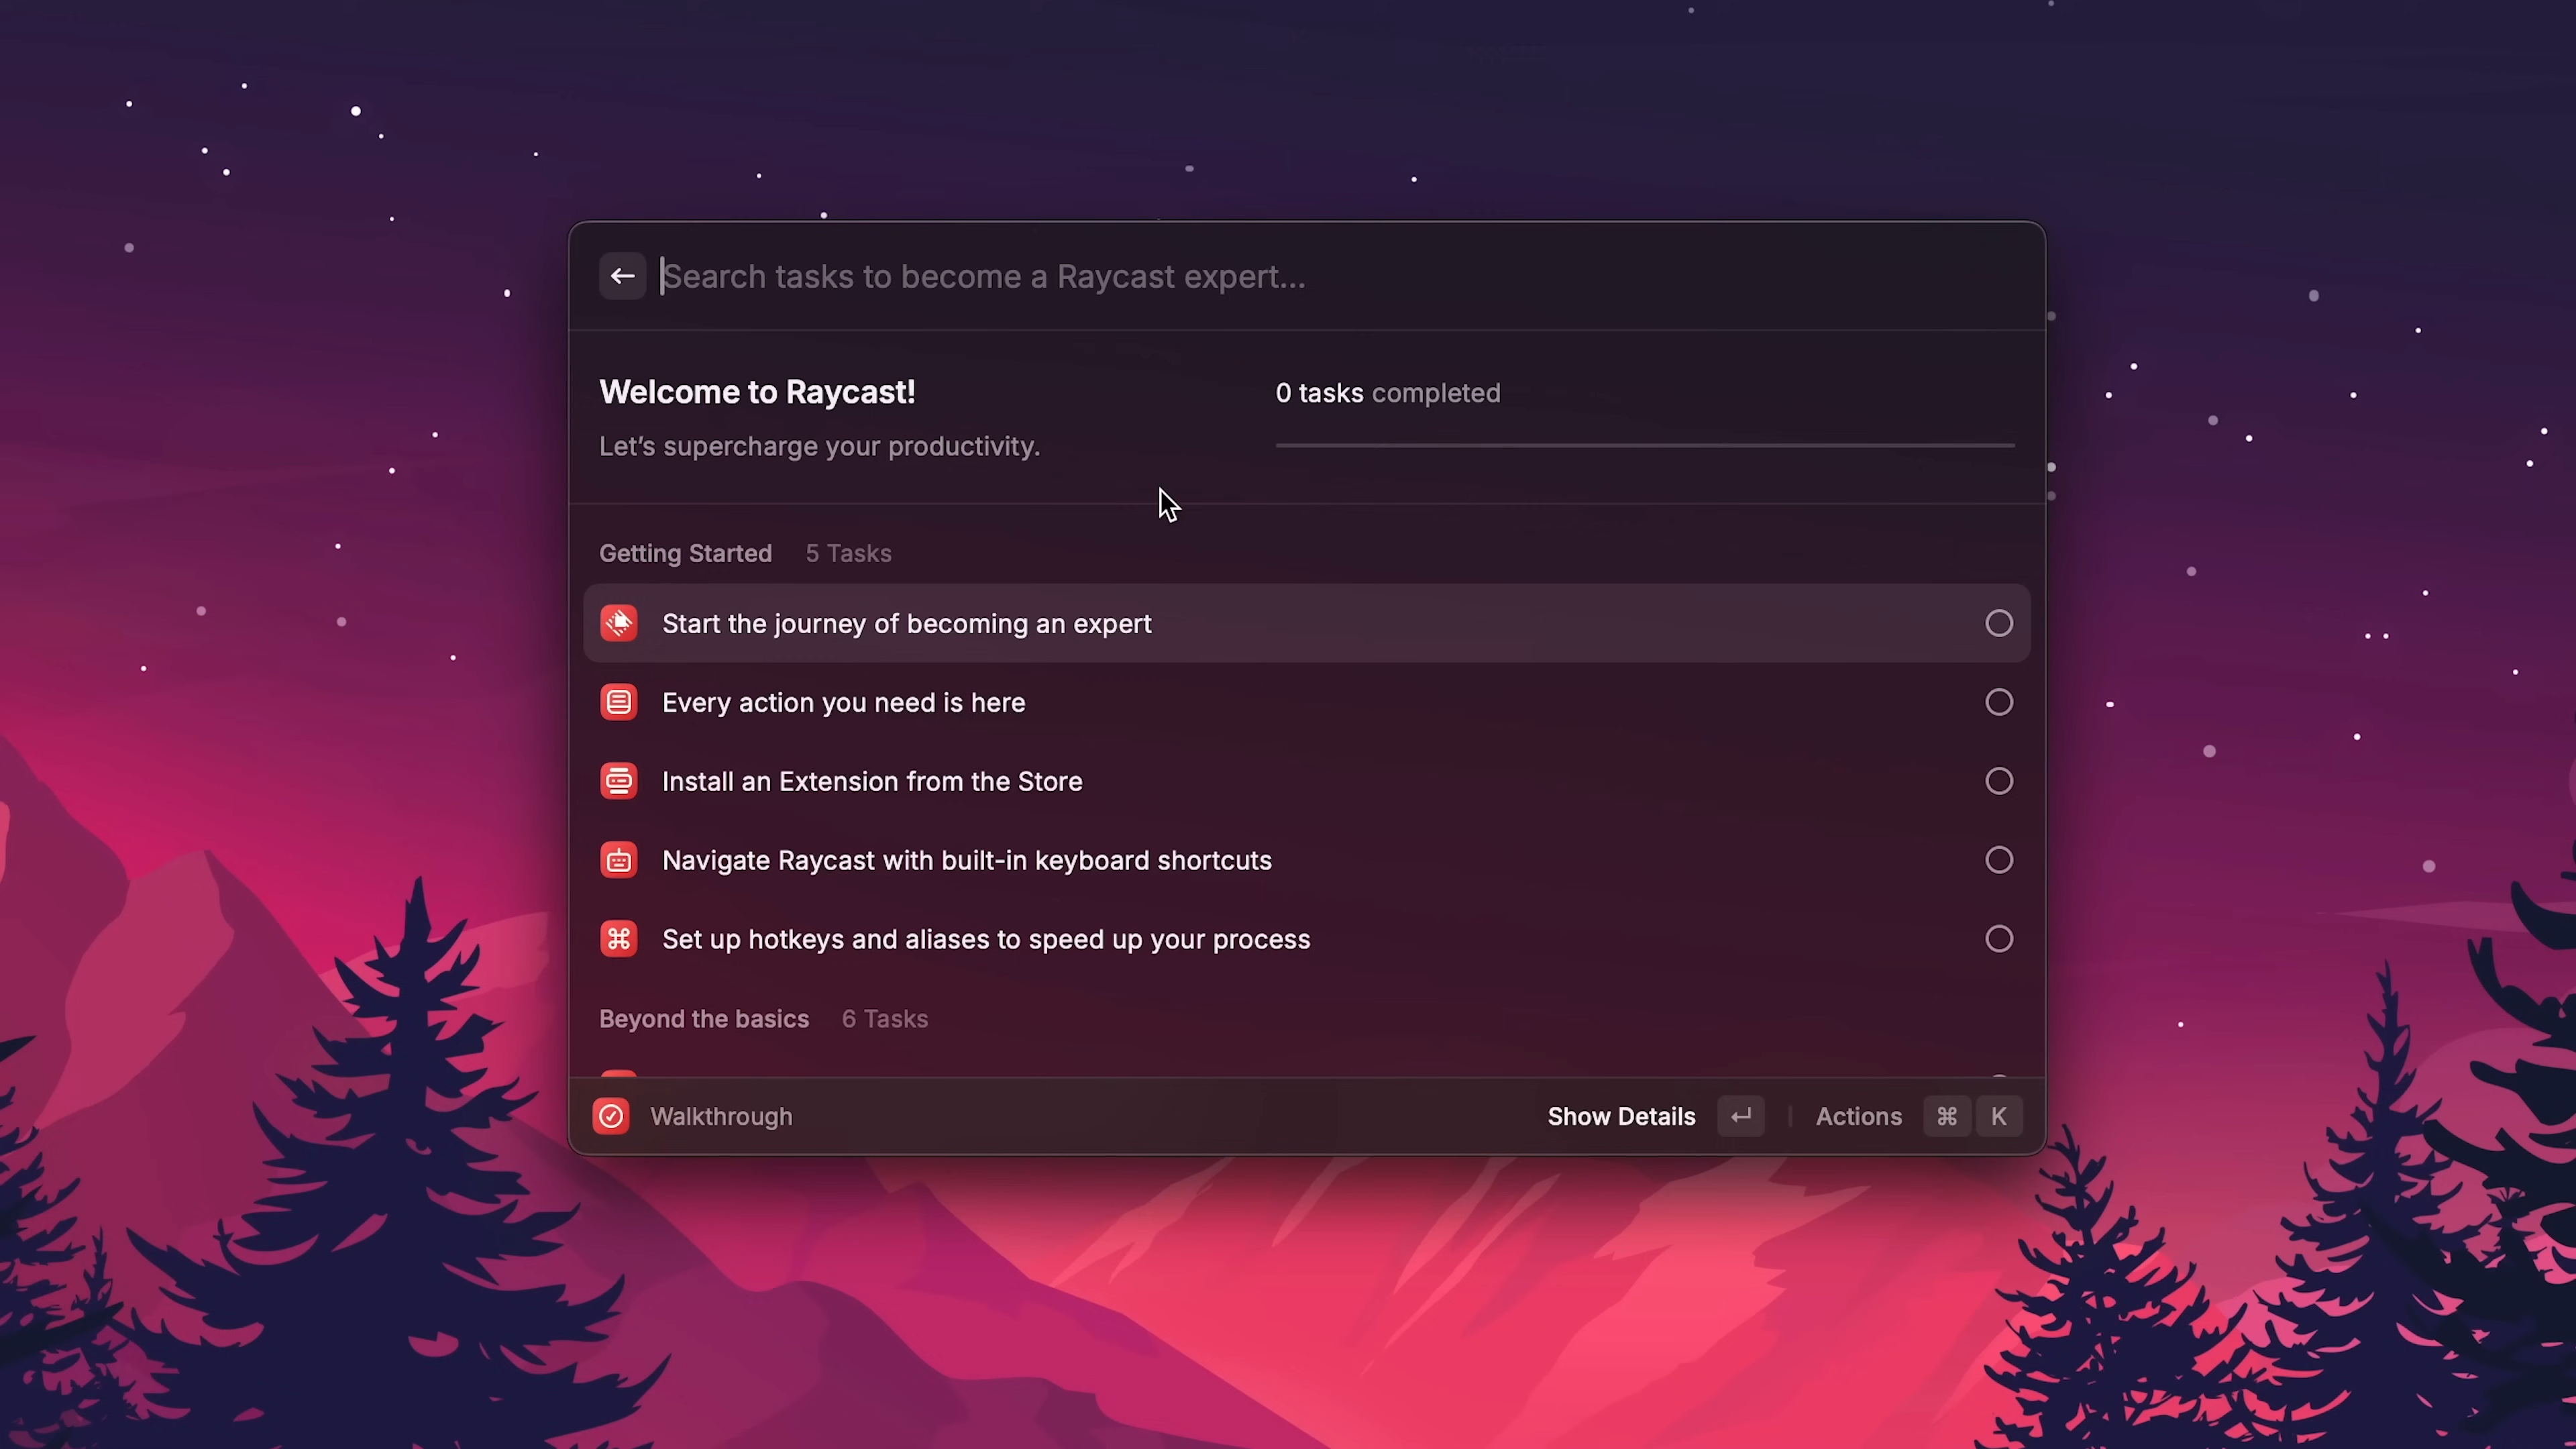 Search tasks to become a Raycast expert...
Welcome to Raycast!
0 tasks completed
Let’s supercharge your productivity.
Getting Started 5 Tasks
Start the journey of becoming an expert
Every action you need is here
Install an Extension from the Store
Navigate Raycast with built-in keyboard shortcuts
Set up hotkeys and aliases to speed up your process
Beyond the basics 6 Tasks
Walkthrough
Show Details ↵ Actions ⌘ K